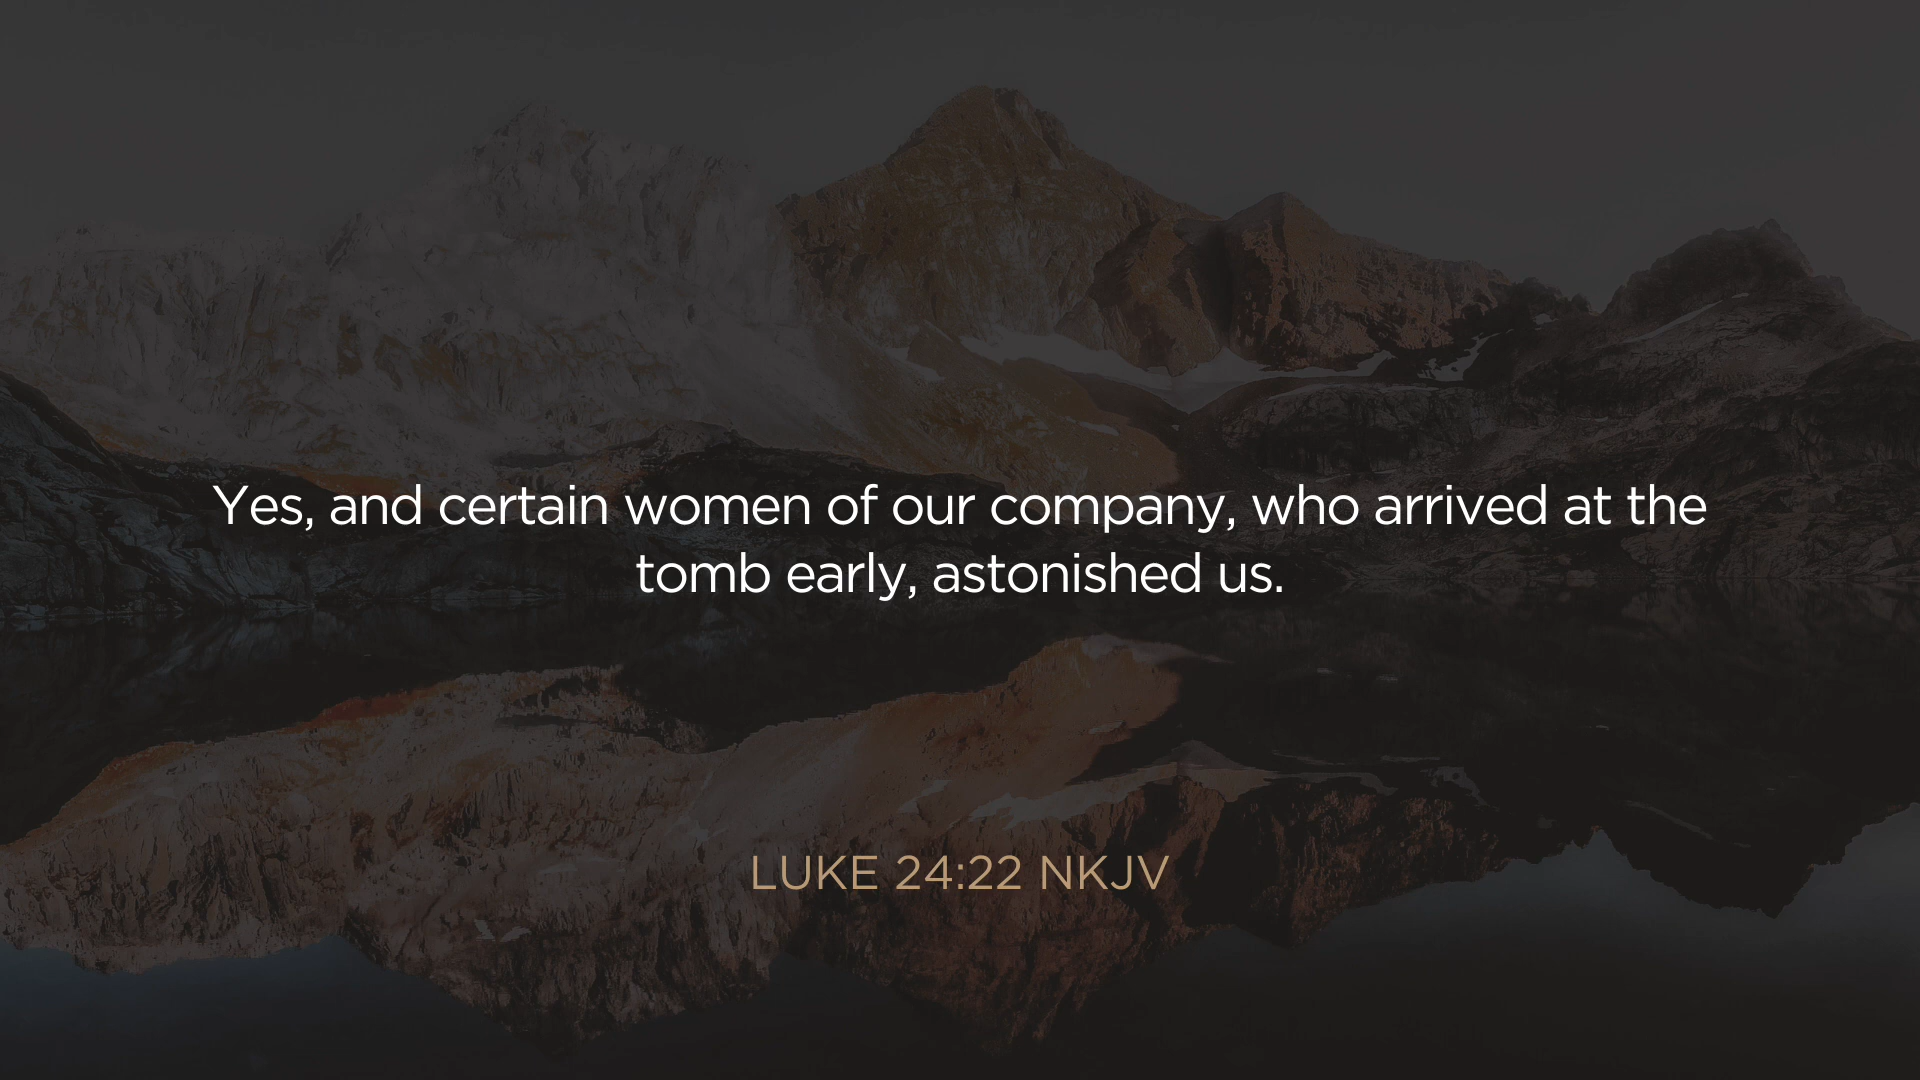 Yes, and certain women of our company, who arrived at the
tomb early, astonished us.
LUKE 24:22 NKJV